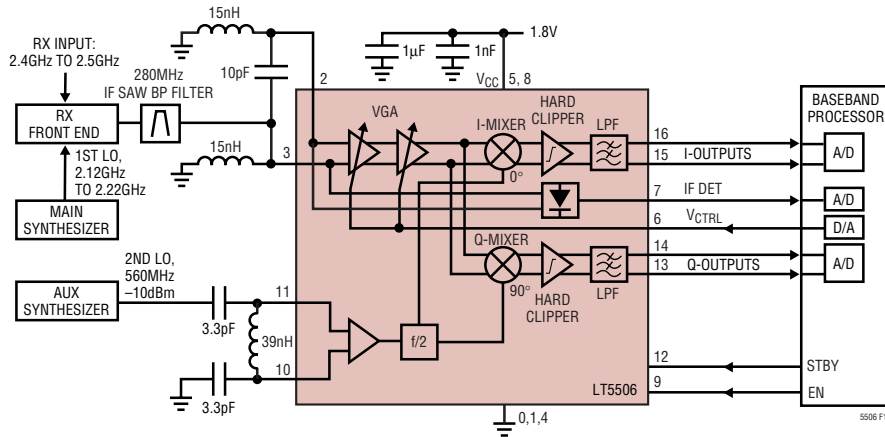 15nH
1.8V
1µF
1nF
RX INPUT:
2.4GHz TO 2.5GHz
280MHz
IF SAW BP FILTER
10pF
2
VCC 5, 8
RX
FRONT END
VGA
I-MIXER
HARD
CLIPPER
LPF
16
15
I-OUTPUTS
BASEBAND
PROCESSOR
A/D
15nH
3
0°
1ST LO,
2.12GHz
TO 2.22GHz
7
IF DET
A/D
6
VCTRL
D/A
MAIN
SYNTHESIZER
Q-MIXER
14
13
Q-OUTPUTS
A/D
90°
HARD
CLIPPER
LPF
2ND LO,
560MHz
–10dBm
AUX
SYNTHESIZER
11
3.3pF
39nH
f/2
10
3.3pF
12
STBY
9
EN
LT5506
0,1,4